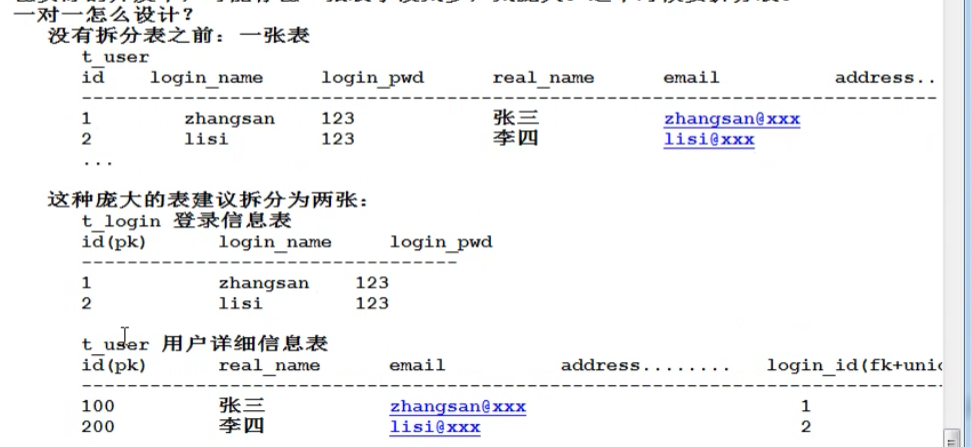 一对一怎么设计？
没有拆分表之前：一张表
t_user
id login_name login_pwd real_name email address..
----------------------------------------------------------------------
1 zhangsan 123 张三 zhangsan@xxx
2 lisi 123 李四 lisi@xxx
...
这种庞大的表建议拆分为两张：
t_login 登录信息表
id(pk) login_name login_pwd
---------------------------------
1 zhangsan 123
2 lisi 123
t_user 用户详细信息表
id(pk) real_name email address........ login_id(fk+uni
----------------------------------------------------------------------
100 张三 zhangsan@xxx 1
200 李四 lisi@xxx 2